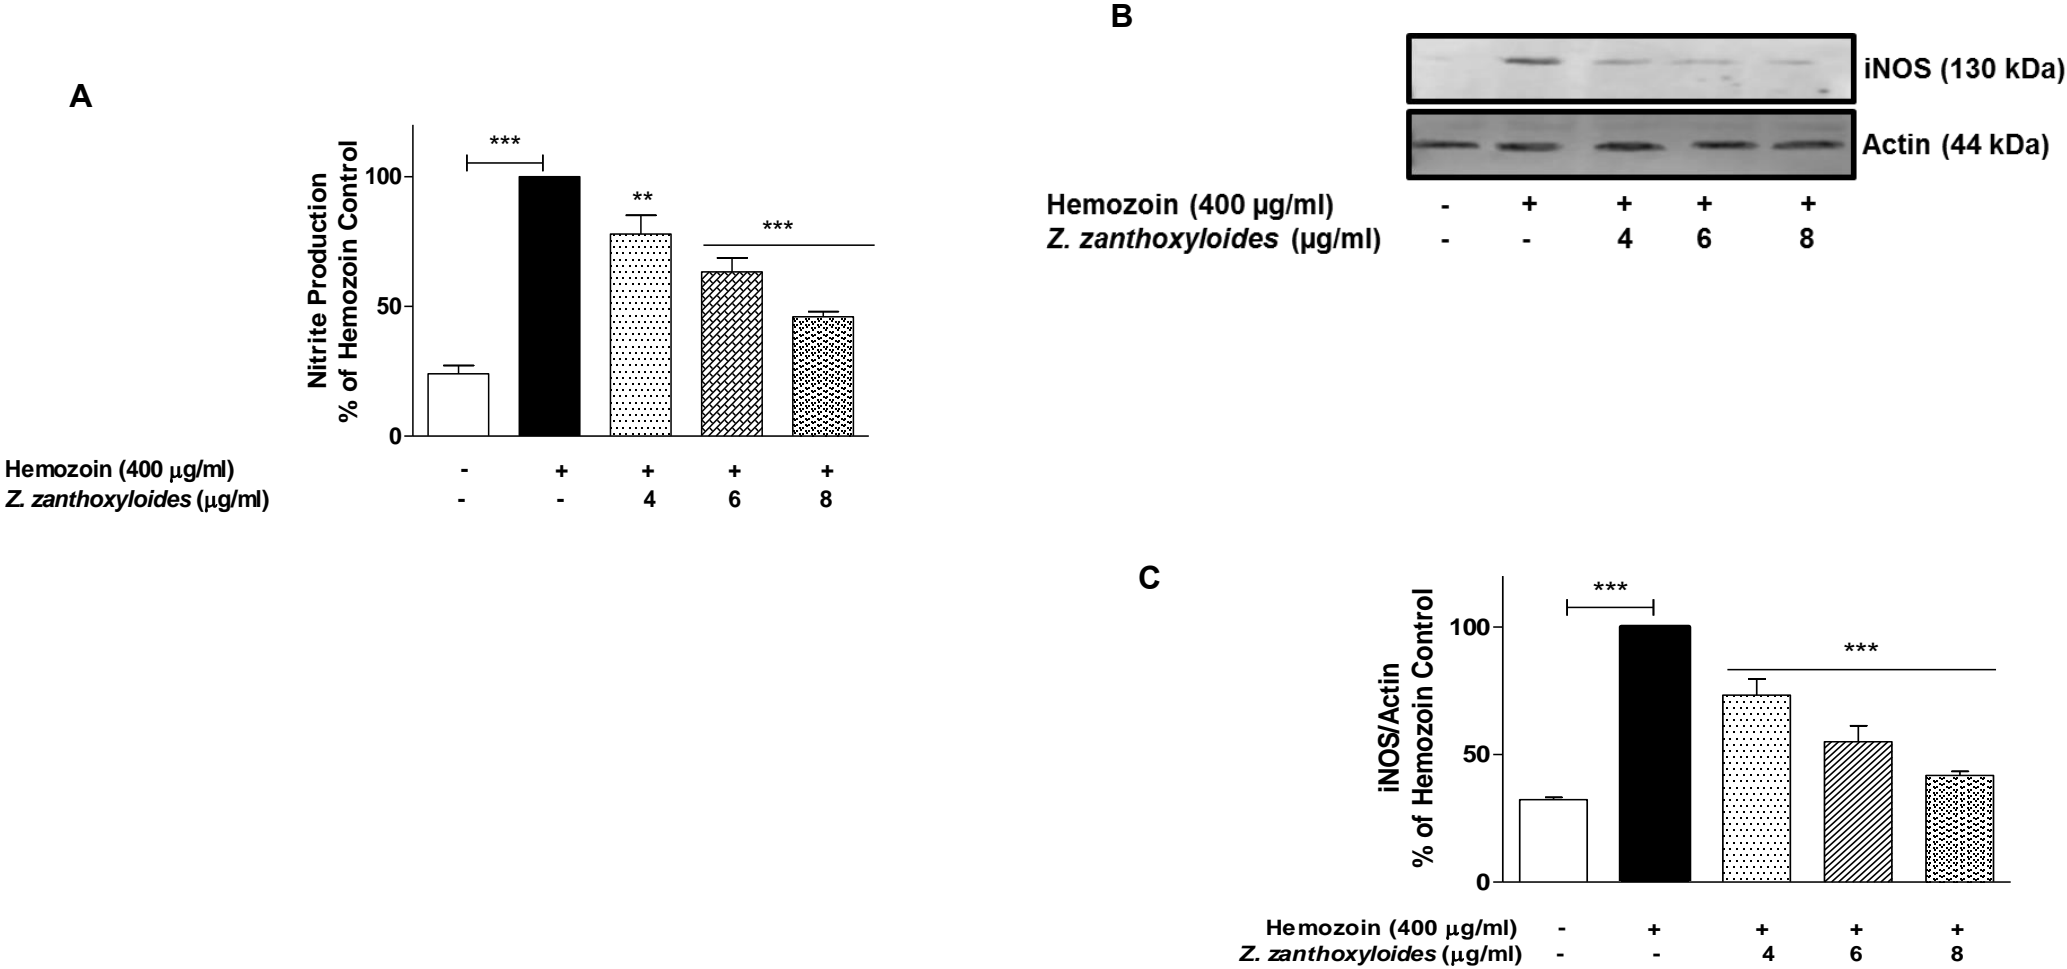 B
iNOS (130 kDa)
Actin (44 kDa)
Hemozoin (400 µg/ml) - + + + +
Z. zanthoxyloides (µg/ml) - - 4 6 8
A
Nitrite Production
% of Hemozoin Control
100
50
0
***
**
***
Hemozoin (400 µg/ml) - + + + +
Z. zanthoxyloides (µg/ml) - - 4 6 8
C
iNOS/Actin
% of Hemozoin Control
100
50
0
***
***
Hemozoin (400 µg/ml) - + + + +
Z. zanthoxyloides (µg/ml) - - 4 6 8